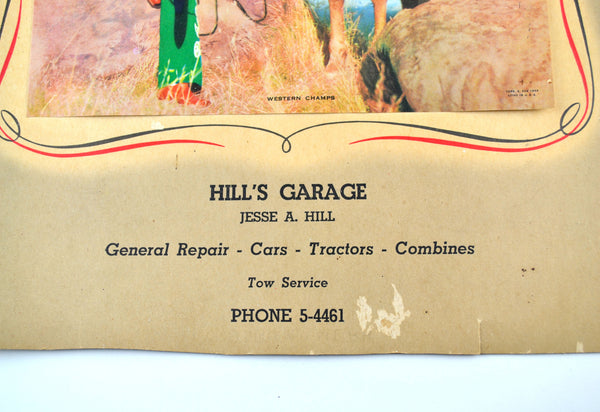 WESTERN CHAMPS
HILL'S GARAGE
JESSE A. HILL
General Repair - Cars - Tractors - Combines
Tow Service
PHONE 5-4461